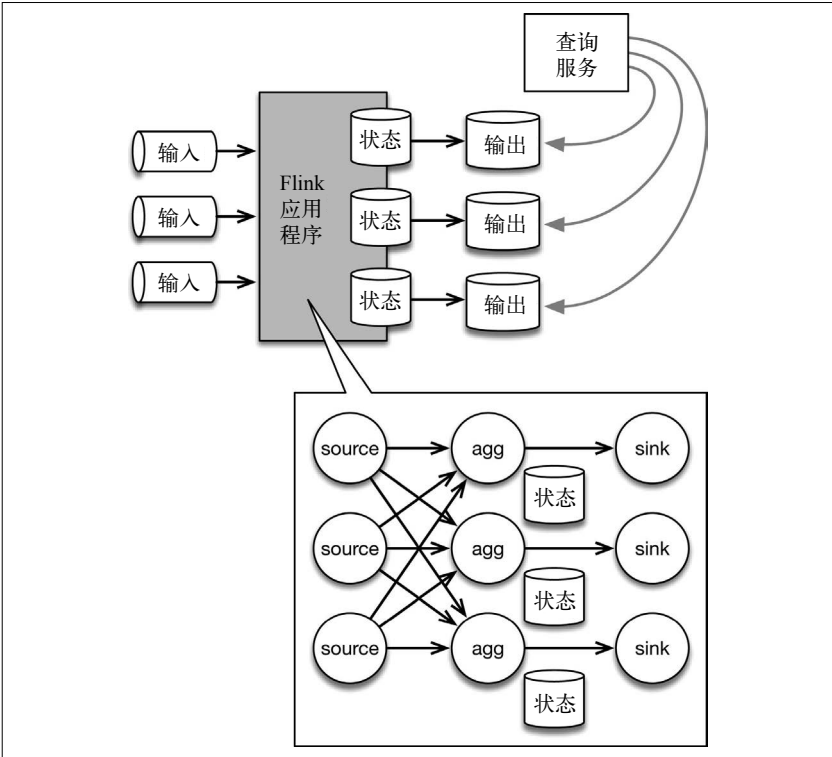 查询
服务
状态
输出
输入
Flink
应用
程序
状态
输出
输入
状态
输出
输入
source
agg
sink
状态
source
agg
sink
状态
source
agg
sink
状态